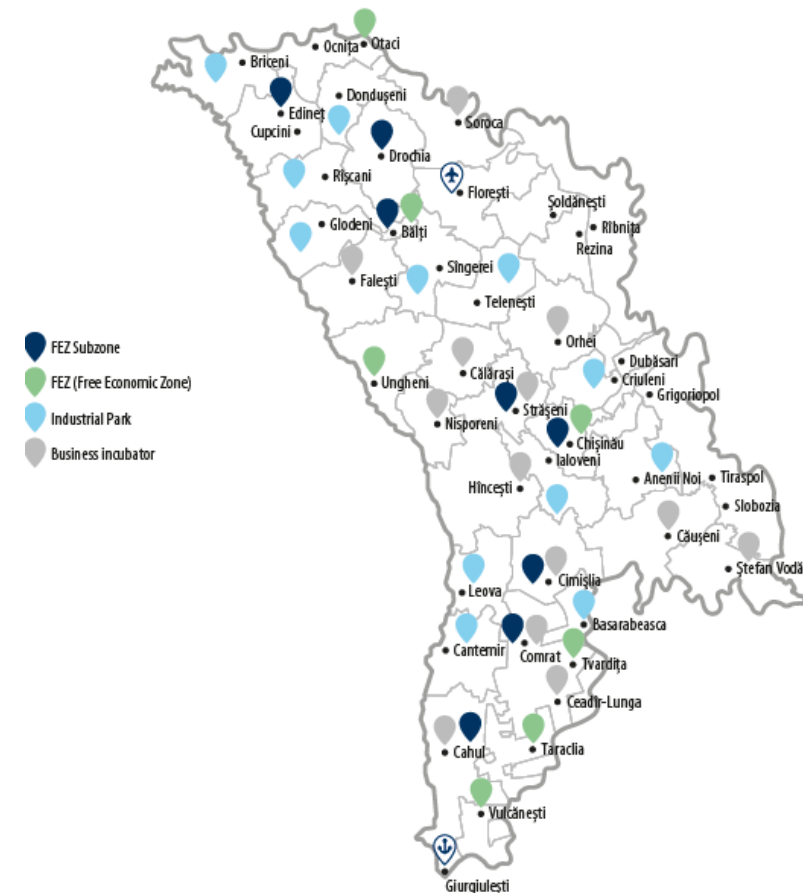 Ocnița
Otaci
Briceni
Dondușeni
Edineț
Cupcini
Soroca
Drochia
Rîșcani
Florești
Șoldănești
Rîbnița
Rezina
Glodeni
Bălți
Sîngerei
Falești
Telenești
Orhei
FEZ Subzone
FEZ (Free Economic Zone)
Industrial Park
Business incubator
Dubăsari
Criuleni
Grigoriopol
Ungheni
Călărași
Strășeni
Nisporeni
Chișinău
Ialoveni
Hîncești
Anenii Noi
Tiraspol
Slobozia
Căușeni
Ștefan Vodă
Cimișlia
Leova
Basarabeasca
Cantemir
Comrat
Tvardița
Ceadîr-Lunga
Cahul
Taraclia
Vulcănești
Giurgiulești